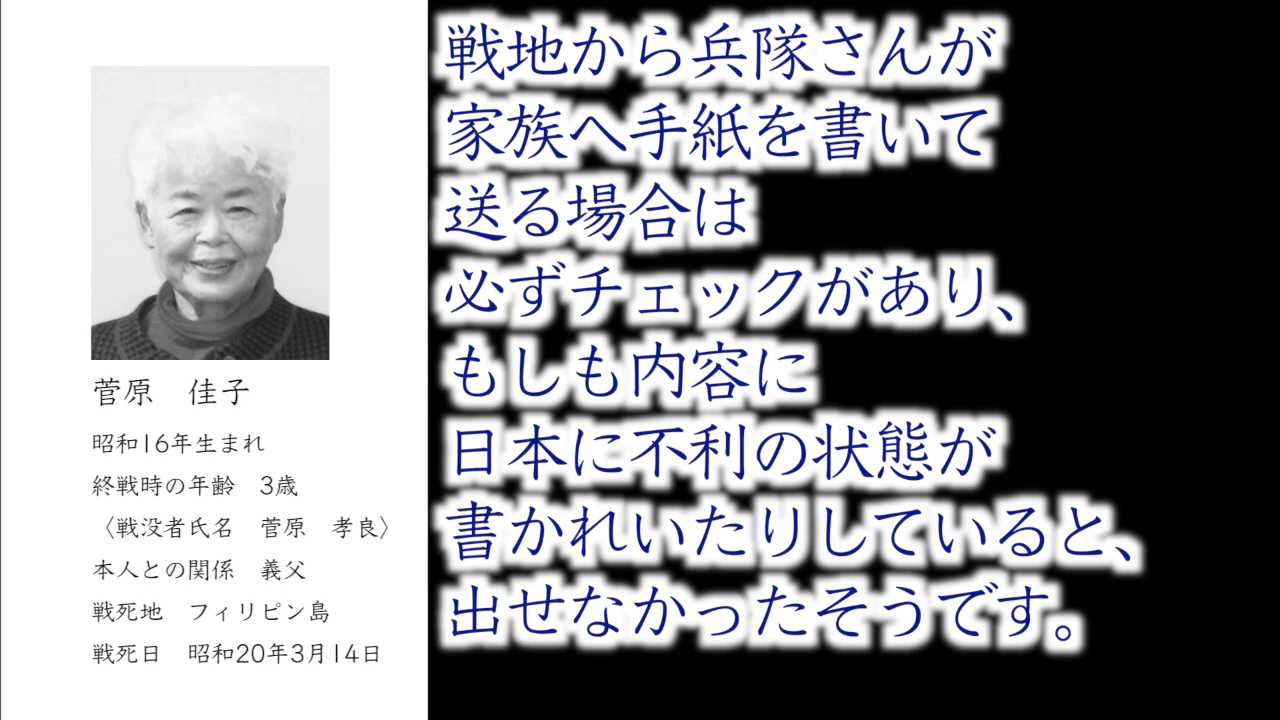 菅原　佳子
昭和16年生まれ
終戦時の年齢　3歳
〈戦没者氏名　菅原　孝良〉
本人との関係　義父
戦死地　フィリピン島
戦死日　昭和20年3月14日
戦地から兵隊さんが
家族へ手紙を書いて
送る場合は
必ずチェックがあり、
もしも内容に
日本に不利の状態が
書かれいたりしていると、
出せなかったそうです。